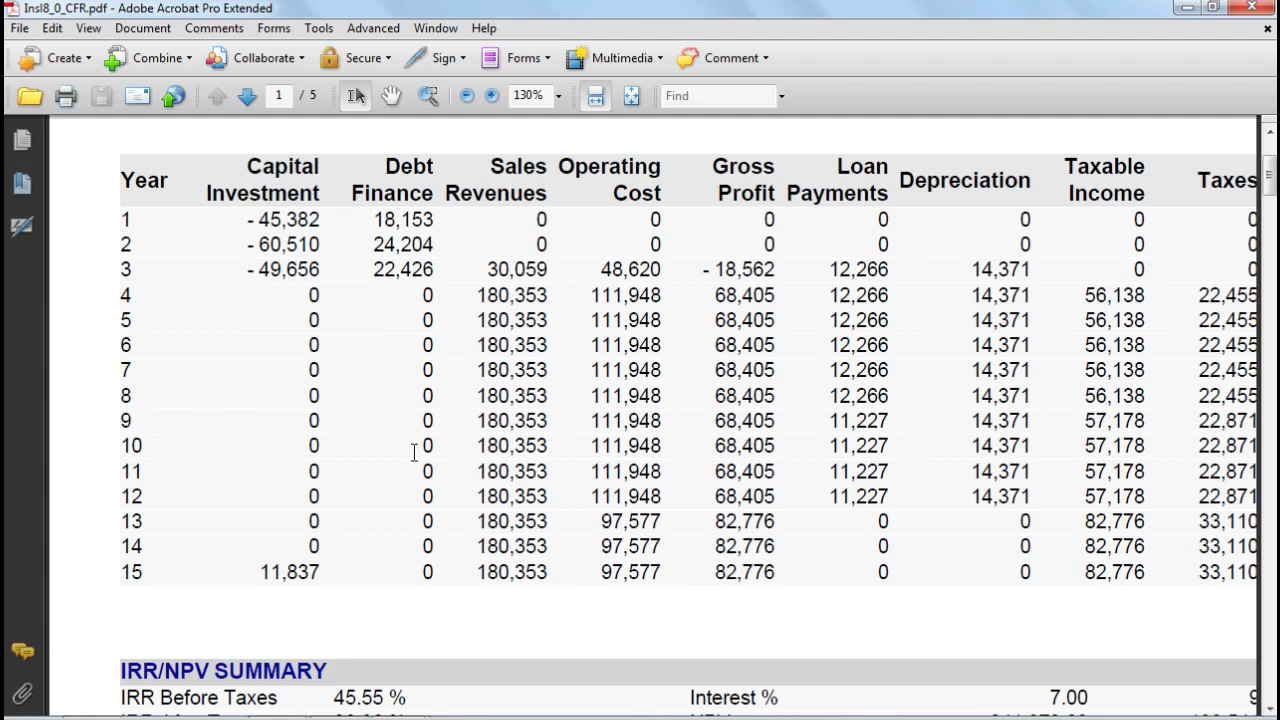 Insl8_0_CFR.pdf - Adobe Acrobat Pro Extended
File Edit View Document Comments Forms Tools Advanced Window Help
Create Combine Collaborate Secure Sign Forms Multimedia Comment
1 / 5 130% Find
Year Capital Investment Debt Finance Sales Revenues Operating Cost Gross Profit Loan Payments Depreciation Taxable Income Taxes
1 - 45,382 18,153 0 0 0 0 0 0 0
2 - 60,510 24,204 0 0 0 0 0 0 0
3 - 49,656 22,426 30,059 48,620 - 18,562 12,266 14,371 0 0
4 0 0 180,353 111,948 68,405 12,266 14,371 56,138 22,455
5 0 0 180,353 111,948 68,405 12,266 14,371 56,138 22,455
6 0 0 180,353 111,948 68,405 12,266 14,371 56,138 22,455
7 0 0 180,353 111,948 68,405 12,266 14,371 56,138 22,455
8 0 0 180,353 111,948 68,405 12,266 14,371 56,138 22,455
9 0 0 180,353 111,948 68,405 11,227 14,371 57,178 22,871
10 0 0 180,353 111,948 68,405 11,227 14,371 57,178 22,871
11 0 0 180,353 111,948 68,405 11,227 14,371 57,178 22,871
12 0 0 180,353 111,948 68,405 11,227 14,371 57,178 22,871
13 0 0 180,353 97,577 82,776 0 0 82,776 33,110
14 0 0 180,353 97,577 82,776 0 0 82,776 33,110
15 11,837 0 180,353 97,577 82,776 0 0 82,776 33,110
IRR/NPV SUMMARY
IRR Before Taxes 45.55 % Interest % 7.00